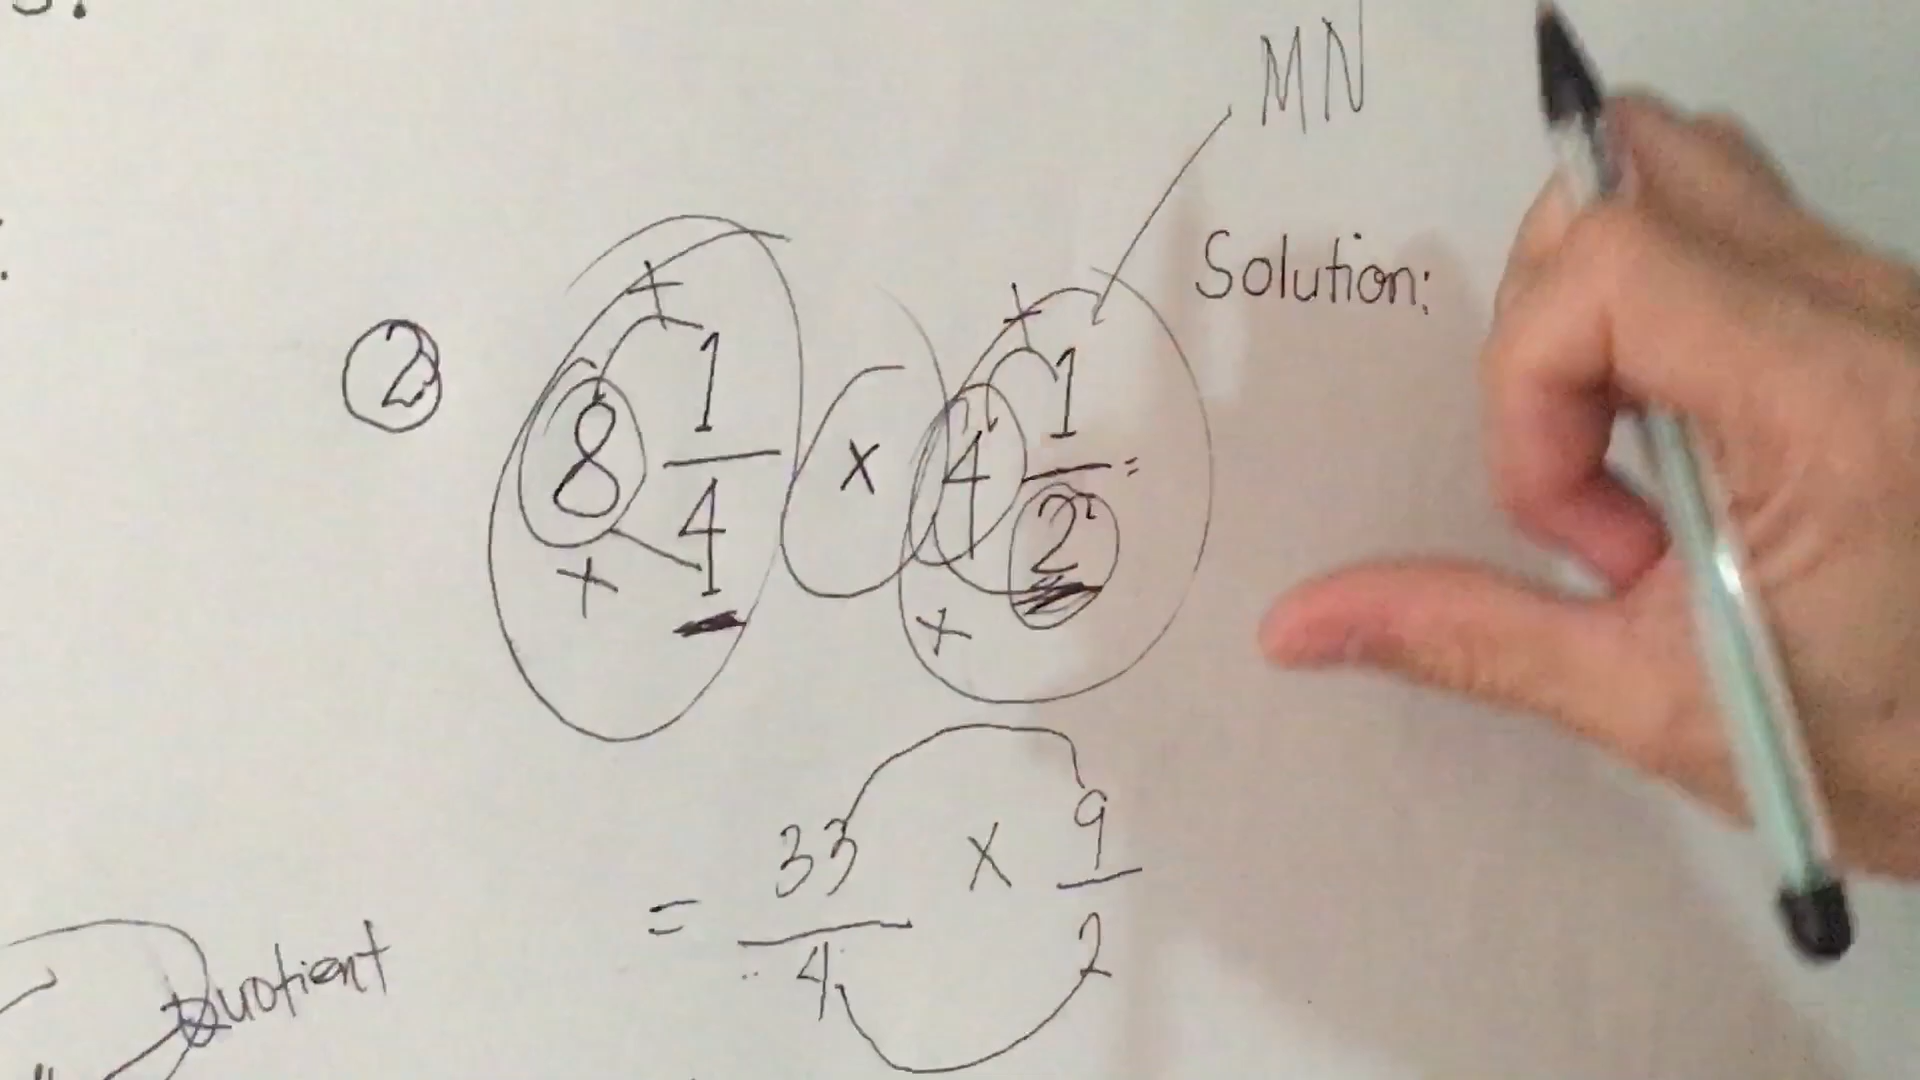 MN
Solution:
② 8 1/4 x 4 1/2 =
= 33/4 x 9/2
Quotient